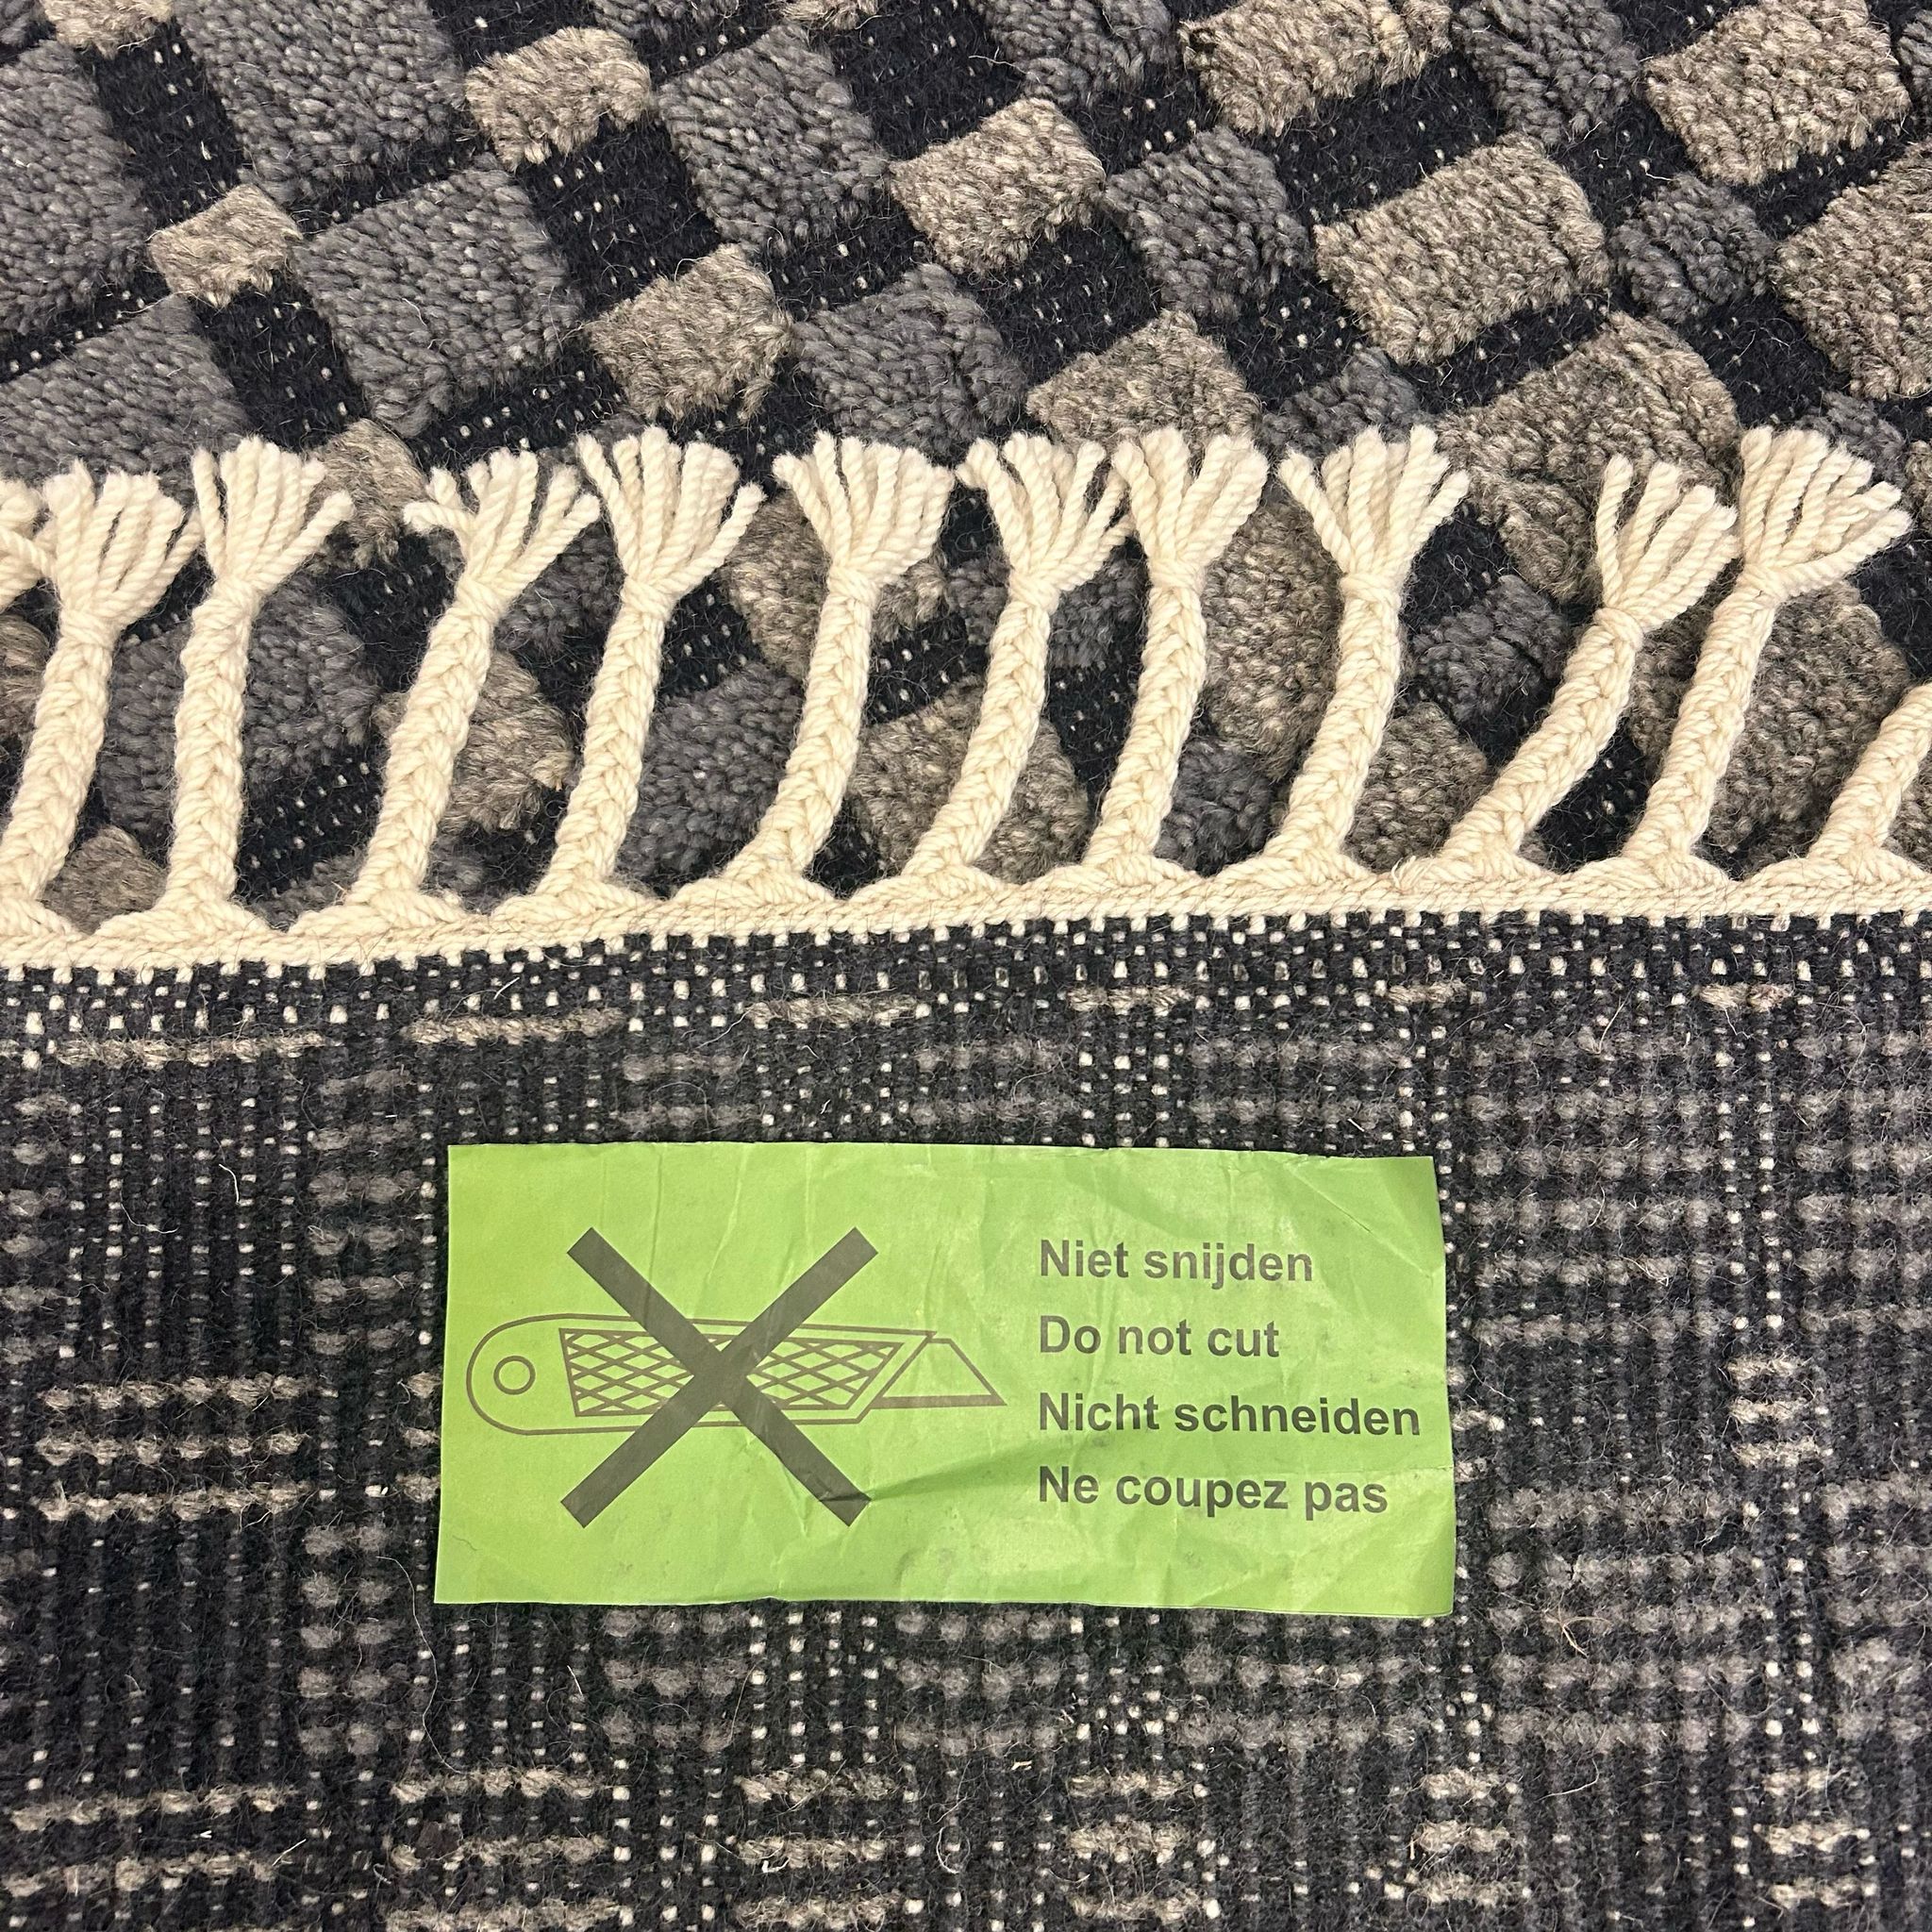 Niet snijden
Do not cut
Nicht schneiden
Ne coupez pas